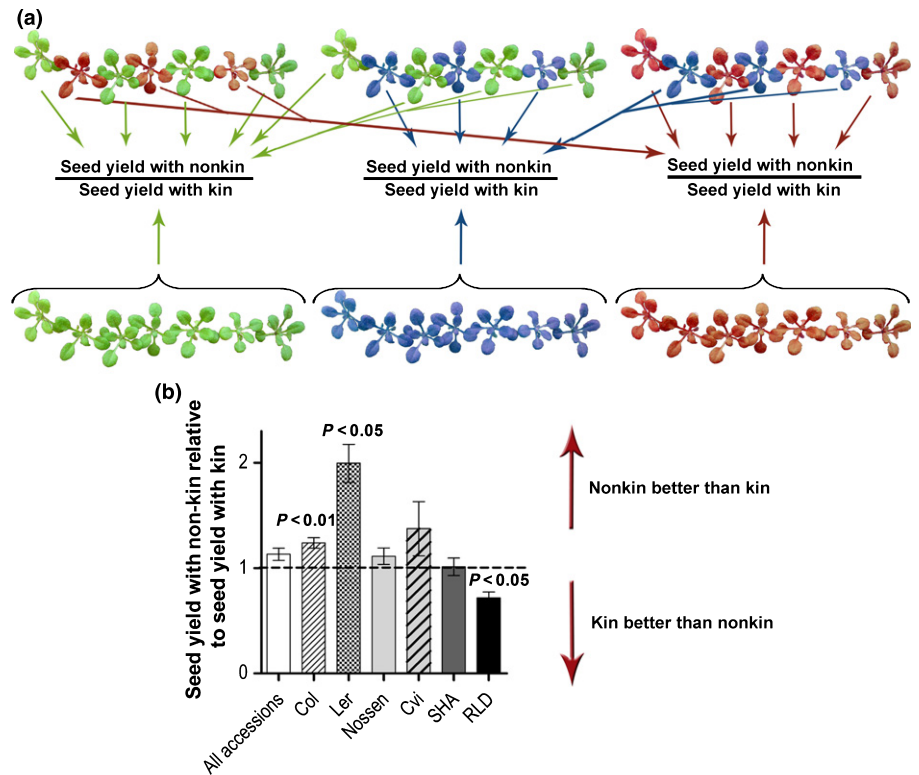 (a)
Seed yield with nonkin
Seed yield with kin
Seed yield with nonkin
Seed yield with kin
Seed yield with nonkin
Seed yield with kin
(b)
Seed yield with non-kin relative
to seed yield with kin
2
1
0
P < 0.01
P < 0.05
P < 0.05
All accessions
Col
Ler
Nossen
Cvi
SHA
RLD
Nonkin better than kin
Kin better than nonkin